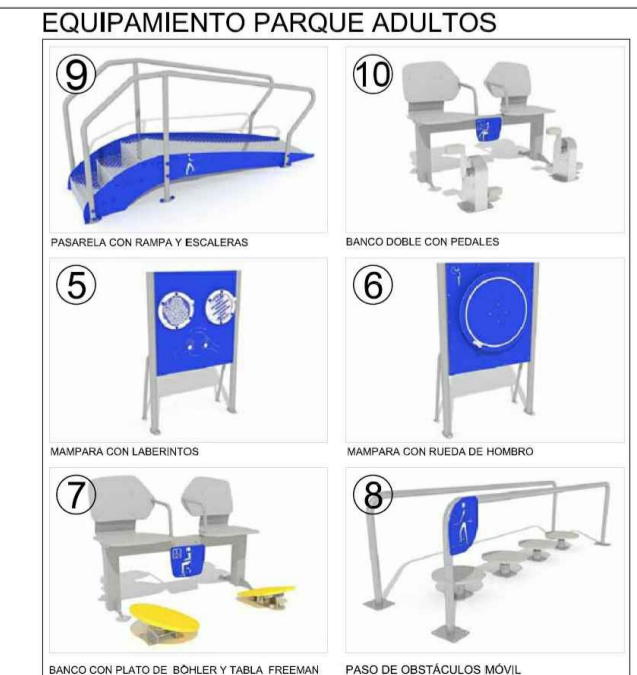 EQUIPAMIENTO PARQUE ADULTOS
9
10
PASARELA CON RAMPA Y ESCALERAS
BANCO DOBLE CON PEDALES
5
6
MAMPARA CON LABERINTOS
MAMPARA CON RUEDA DE HOMBRO
7
8
BANCO CON PLATO DE BÖHLER Y TABLA FREEMAN
PASO DE OBSTÁCULOS MÓVIL